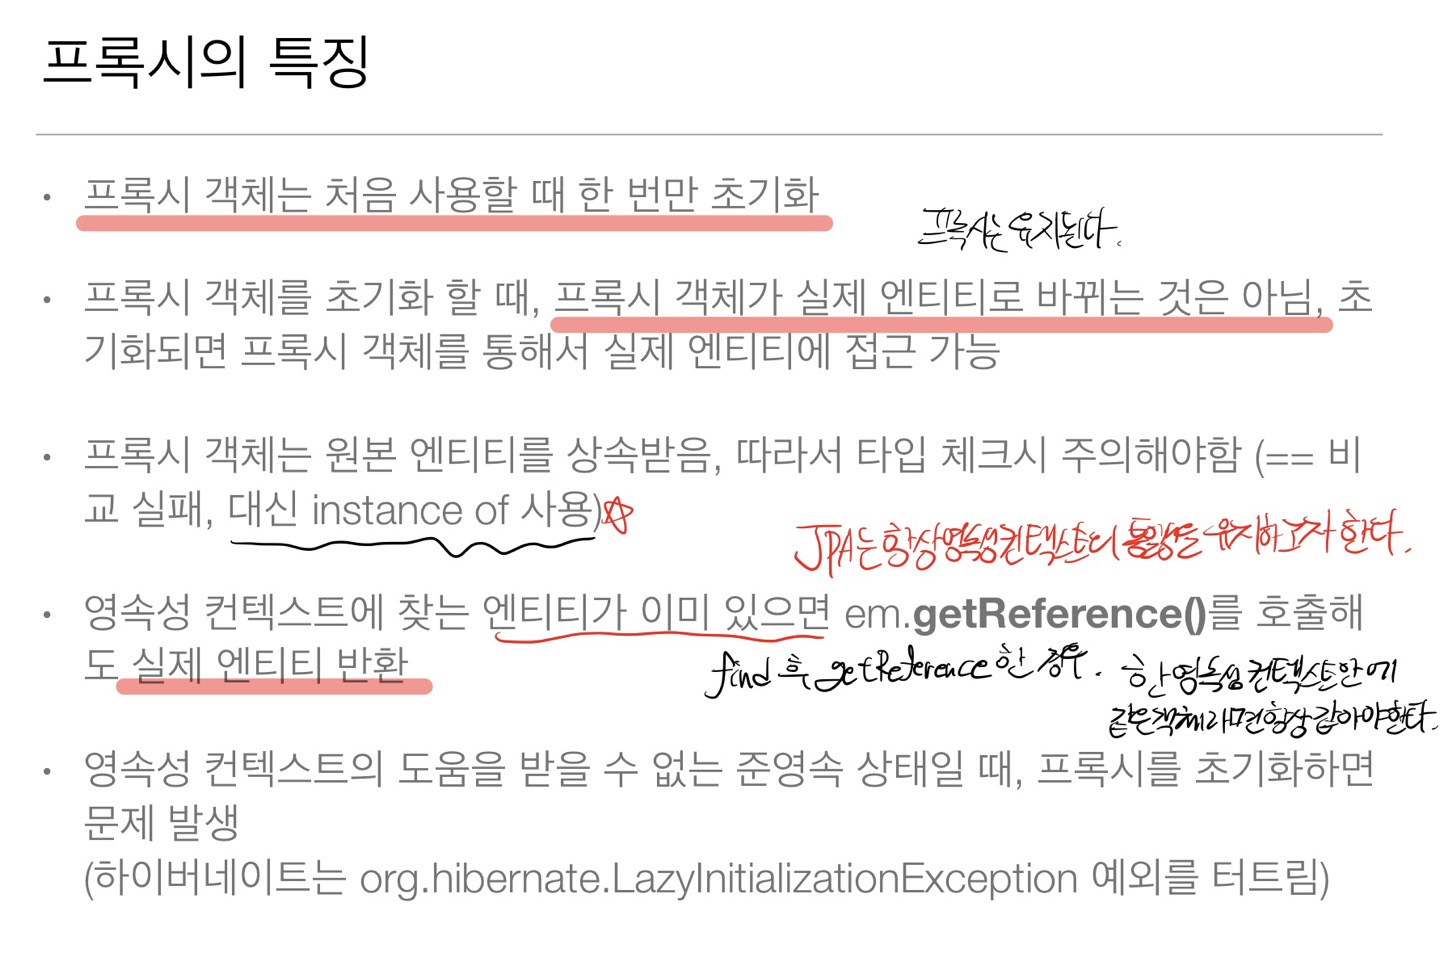 프록시의 특징
• 프록시 객체는 처음 사용할 때 한 번만 초기화
프록시는 유지된다.
• 프록시 객체를 초기화 할 때, 프록시 객체가 실제 엔티티로 바뀌는 것은 아님, 초
기화되면 프록시 객체를 통해서 실제 엔티티에 접근 가능
• 프록시 객체는 원본 엔티티를 상속받음, 따라서 타입 체크시 주의해야함 (== 비
교 실패, 대신 instance of 사용)
JPA는 항상 영속성 컨텍스트의 유지하고자 한다.
• 영속성 컨텍스트에 찾는 엔티티가 이미 있으면 em.getReference()를 호출해
도 실제 엔티티 반환
find 후 getReference 한 경우.
한 영속성 컨텍스트 안에
같은 객체라면 항상 같아야 한다.
• 영속성 컨텍스트의 도움을 받을 수 없는 준영속 상태일 때, 프록시를 초기화하면
문제 발생
(하이버네이트는 org.hibernate.LazyInitializationException 예외를 터트림)